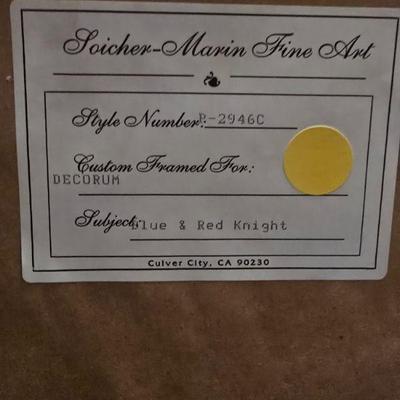 Soicher-Marin Fine Art
Style Number: P-2946C
Custom Framed For:
DECORUM
Subject: Blue & Red Knight
Culver City, CA 90230